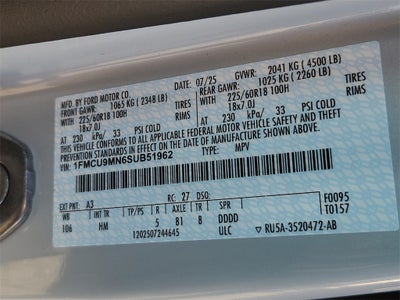 MFD. BY FORD MOTOR CO. 07/25 GVWR: 2041 KG ( 4500 LB)
FRONT GAWR: 1065 KG ( 2348 LB) REAR GAWR: 1025 KG ( 2260 LB)
225/60R18 100H 225/60R18 100H
18x7.0J 18x7.0J
AT 230 kPa/ 33 PSI COLD AT 230 kPa/ 33 PSI COLD
THIS VEHICLE CONFORMS TO ALL APPLICABLE FEDERAL MOTOR VEHICLE SAFETY AND THEFT PREVENTION STANDARDS IN
EFFECT ON THE DATE OF MANUFACTURE SHOWN ABOVE.
VIN: 1FMCU9MN6SUB51962 TYPE: MPV
EXT PNT: A3 RC: 27 DSO: F0095
WB INT TR TP/PS R AXLE TR SPR T0157
106 HM 5 81 8 DDDD
1202507244645 ULC RU5A-3520472-AB